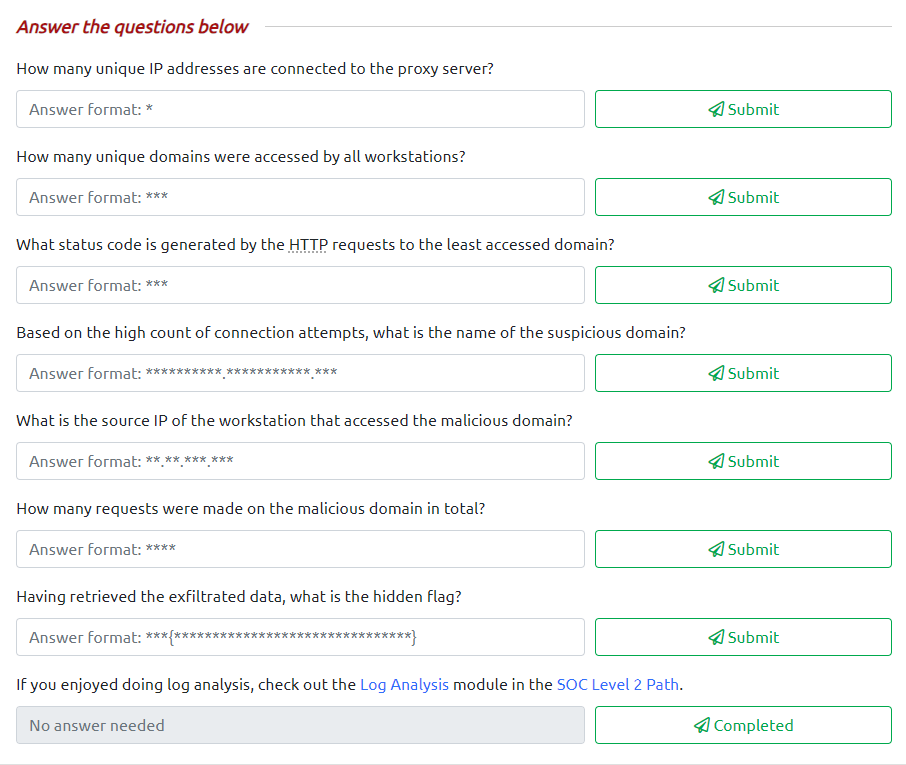 Answer the questions below
How many unique IP addresses are connected to the proxy server?
Answer format: *
Submit
How many unique domains were accessed by all workstations?
Answer format: ***
Submit
What status code is generated by the HTTP requests to the least accessed domain?
Answer format: ***
Submit
Based on the high count of connection attempts, what is the name of the suspicious domain?
Answer format: **********.***********.***
Submit
What is the source IP of the workstation that accessed the malicious domain?
Answer format: **.**.***.***
Submit
How many requests were made on the malicious domain in total?
Answer format: ****
Submit
Having retrieved the exfiltrated data, what is the hidden flag?
Answer format: ***{*******************************}
Submit
If you enjoyed doing log analysis, check out the Log Analysis module in the SOC Level 2 Path.
No answer needed
Completed